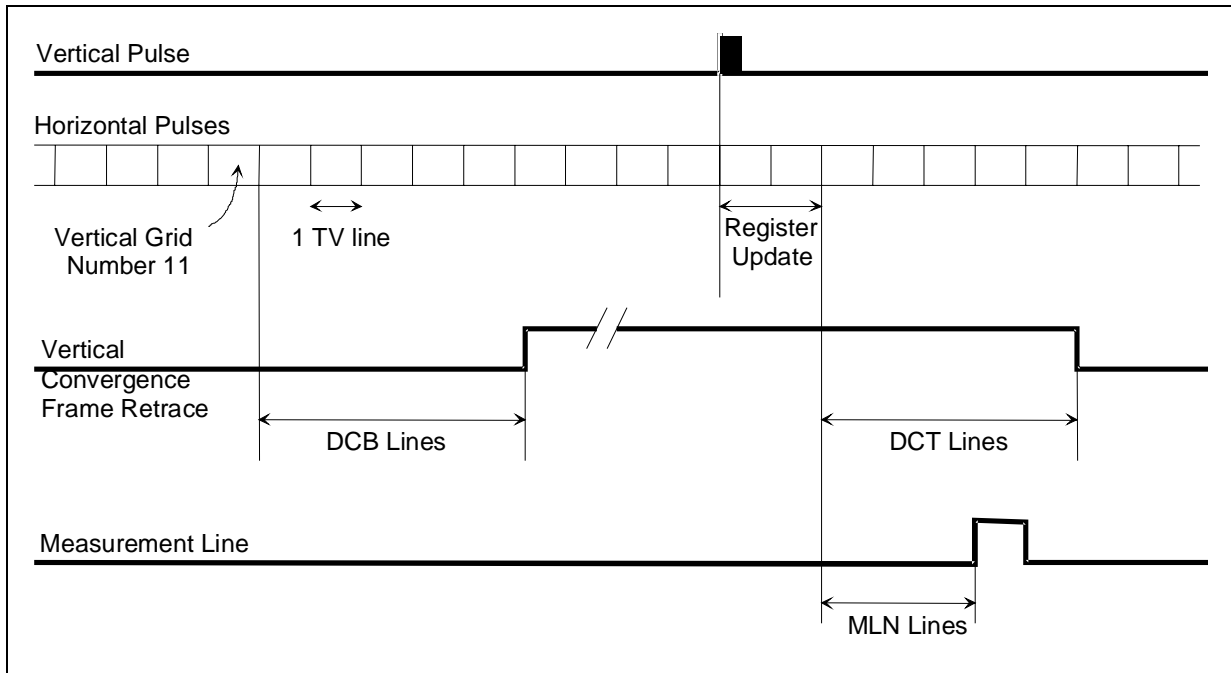 Vertical Pulse
Horizontal Pulses
Vertical Grid
Number 11
1 TV line
Register
Update
Vertical
Convergence
Frame Retrace
DCB Lines
DCT Lines
Measurement Line
MLN Lines